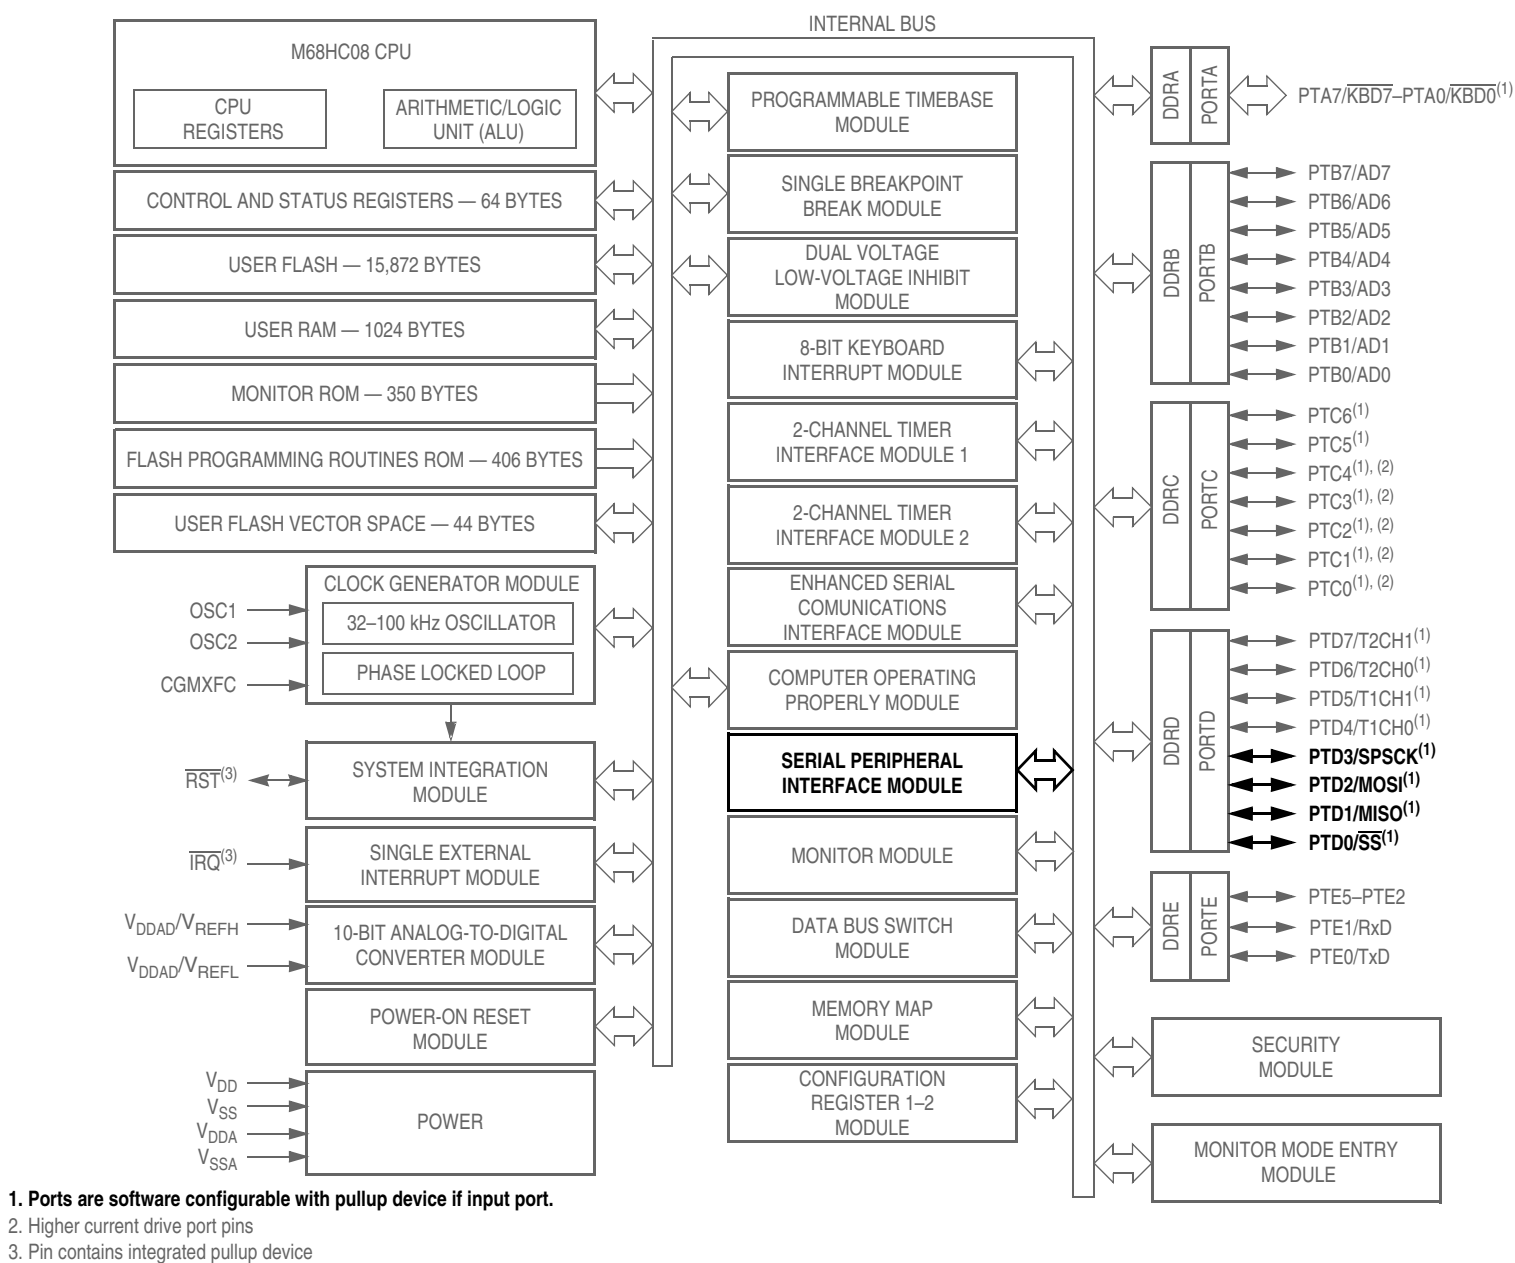 INTERNAL BUS
M68HC08 CPU
CPU
REGISTERS
ARITHMETIC/LOGIC
UNIT (ALU)
CONTROL AND STATUS REGISTERS — 64 BYTES
USER FLASH — 15,872 BYTES
USER RAM — 1024 BYTES
MONITOR ROM — 350 BYTES
FLASH PROGRAMMING ROUTINES ROM — 406 BYTES
USER FLASH VECTOR SPACE — 44 BYTES
CLOCK GENERATOR MODULE
32–100 kHz OSCILLATOR
PHASE LOCKED LOOP
OSC1
OSC2
CGMXFC
SYSTEM INTEGRATION
MODULE
R̅S̅T̅(3)
SINGLE EXTERNAL
INTERRUPT MODULE
I̅R̅Q̅(3)
10-BIT ANALOG-TO-DIGITAL
CONVERTER MODULE
VDDAD/VREFH
VDDAD/VREFL
POWER-ON RESET
MODULE
POWER
VDD
VSS
VDDA
VSSA
PROGRAMMABLE TIMEBASE
MODULE
SINGLE BREAKPOINT
BREAK MODULE
DUAL VOLTAGE
LOW-VOLTAGE INHIBIT
MODULE
8-BIT KEYBOARD
INTERRUPT MODULE
2-CHANNEL TIMER
INTERFACE MODULE 1
2-CHANNEL TIMER
INTERFACE MODULE 2
ENHANCED SERIAL
COMUNICATIONS
INTERFACE MODULE
COMPUTER OPERATING
PROPERLY MODULE
SERIAL PERIPHERAL
INTERFACE MODULE
MONITOR MODULE
DATA BUS SWITCH
MODULE
MEMORY MAP
MODULE
CONFIGURATION
REGISTER 1–2
MODULE
DDRA
PORTA
PTA7/K̅B̅D̅7̅–PTA0/K̅B̅D̅0̅(1)
DDRB
PORTB
PTB7/AD7
PTB6/AD6
PTB5/AD5
PTB4/AD4
PTB3/AD3
PTB2/AD2
PTB1/AD1
PTB0/AD0
DDRC
PORTC
PTC6(1)
PTC5(1)
PTC4(1), (2)
PTC3(1), (2)
PTC2(1), (2)
PTC1(1), (2)
PTC0(1), (2)
DDRD
PORTD
PTD7/T2CH1(1)
PTD6/T2CH0(1)
PTD5/T1CH1(1)
PTD4/T1CH0(1)
PTD3/SPSCK(1)
PTD2/MOSI(1)
PTD1/MISO(1)
PTD0/S̅S̅(1)
DDRE
PORTE
PTE5–PTE2
PTE1/RxD
PTE0/TxD
SECURITY
MODULE
MONITOR MODE ENTRY
MODULE
1. Ports are software configurable with pullup device if input port.
2. Higher current drive port pins
3. Pin contains integrated pullup device